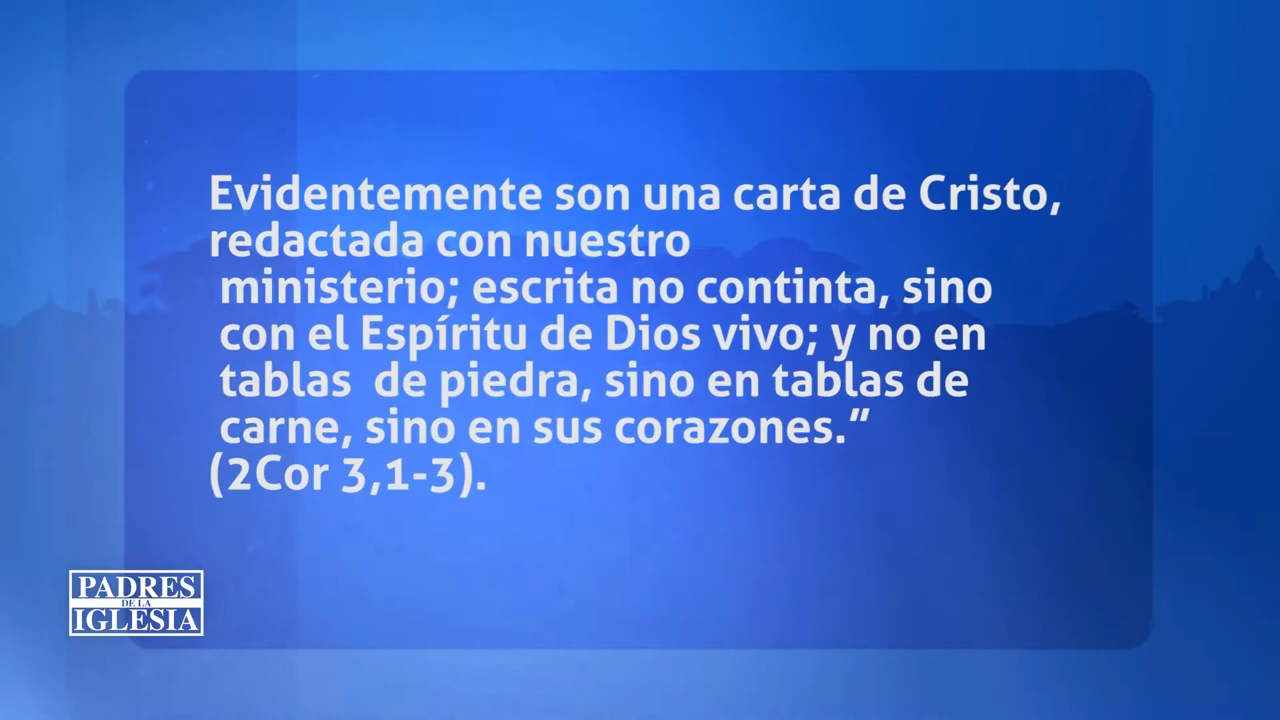 Evidentemente son una carta de Cristo,
redactada con nuestro
ministerio; escrita no continta, sino
con el Espíritu de Dios vivo; y no en
tablas  de piedra, sino en tablas de
carne, sino en sus corazones.”
(2Cor 3,1-3).
PADRES
DE LA
IGLESIA